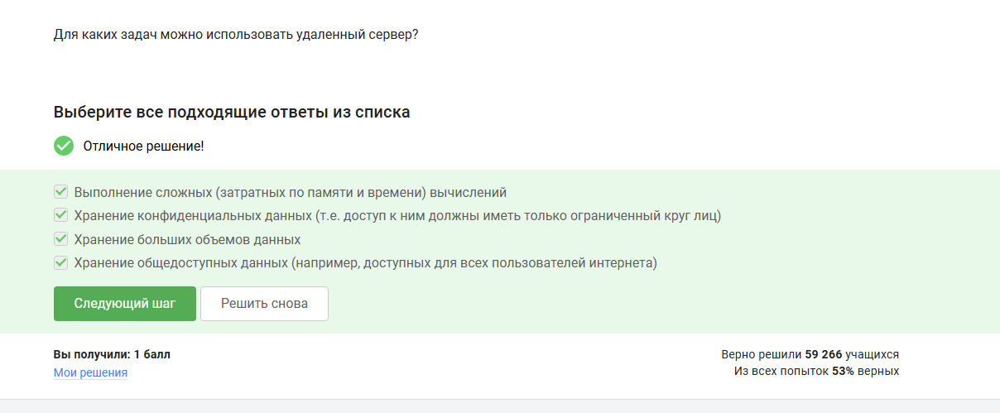 Для каких задач можно использовать удаленный сервер?
Выберите все подходящие ответы из списка
Отличное решение!
Выполнение сложных (затратных по памяти и времени) вычислений
Хранение конфиденциальных данных (т.е. доступ к ним должны иметь только ограниченный круг лиц)
Хранение больших объемов данных
Хранение общедоступных данных (например, доступных для всех пользователей интернета)
Следующий шаг Решить снова
Вы получили: 1 балл
Мои решения
Верно решили 59 266 учащихся
Из всех попыток 53% верных